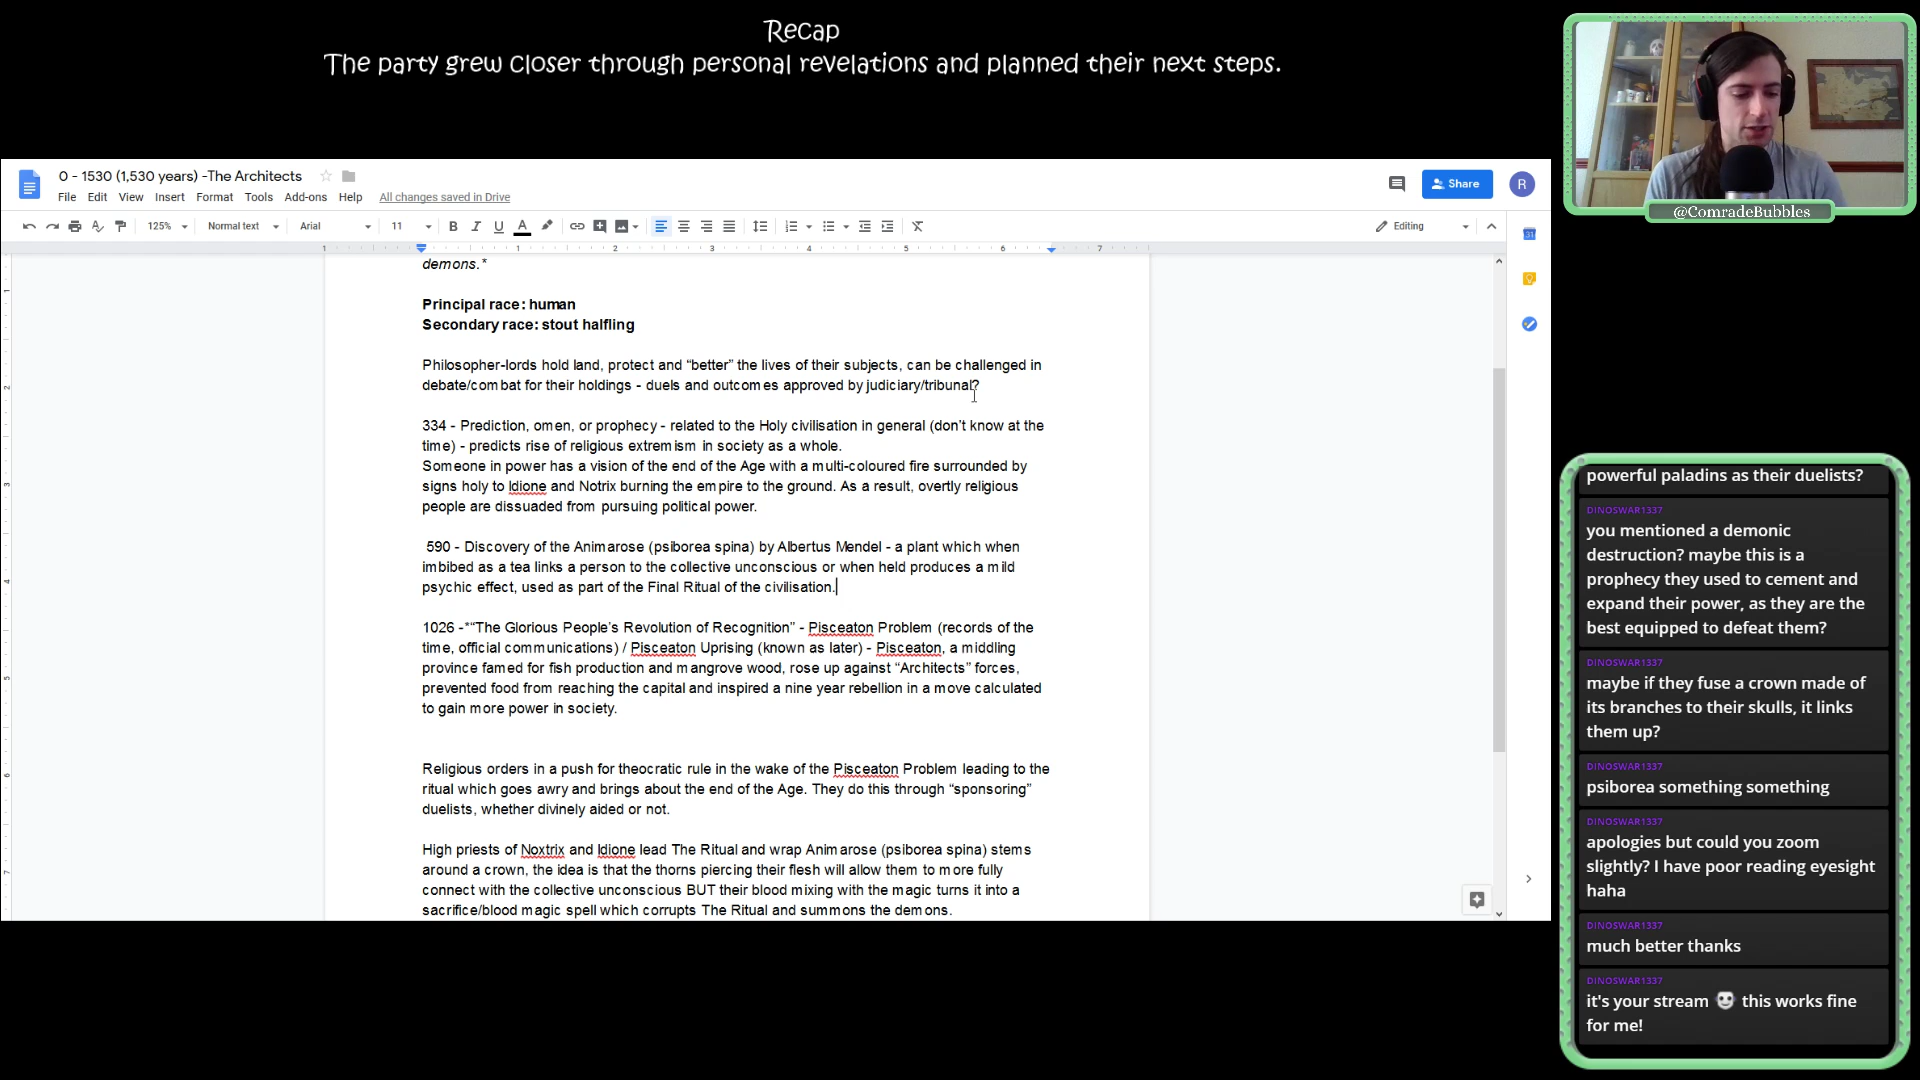 Recap
The party grew closer through personal revelations and planned their next steps.
0 - 1530 (1,530 years) -The Architects
File Edit View Insert Format Tools Add-ons Help All changes saved in Drive
Share
R
125% Normal text Arial 11 B I U A Editing
1 1 2 3 4 5 6 7
demons.*
Principal race: human
Secondary race: stout halfling
Philosopher-lords hold land, protect and “better” the lives of their subjects, can be challenged in
debate/combat for their holdings - duels and outcomes approved by judiciary/tribunal?
334 - Prediction, omen, or prophecy - related to the Holy civilisation in general (don’t know at the
time) - predicts rise of religious extremism in society as a whole.
Someone in power has a vision of the end of the Age with a multi-coloured fire surrounded by
signs holy to Idione and Notrix burning the empire to the ground. As a result, overtly religious
people are dissuaded from pursuing political power.
590 - Discovery of the Animarose (psiborea spina) by Albertus Mendel - a plant which when
imbibed as a tea links a person to the collective unconscious or when held produces a mild
psychic effect, used as part of the Final Ritual of the civilisation.
1026 -*“The Glorious People’s Revolution of Recognition” - Pisceaton Problem (records of the
time, official communications) / Pisceaton Uprising (known as later) - Pisceaton, a middling
province famed for fish production and mangrove wood, rose up against “Architects” forces,
prevented food from reaching the capital and inspired a nine year rebellion in a move calculated
to gain more power in society.
Religious orders in a push for theocratic rule in the wake of the Pisceaton Problem leading to the
ritual which goes awry and brings about the end of the Age. They do this through “sponsoring”
duelists, whether divinely aided or not.
High priests of Noxtrix and Idione lead The Ritual and wrap Animarose (psiborea spina) stems
around a crown, the idea is that the thorns piercing their flesh will allow them to more fully
connect with the collective unconscious BUT their blood mixing with the magic turns it into a
sacrifice/blood magic spell which corrupts The Ritual and summons the demons.
1
2
3
4
5
6
7
31
@ComradeBubbles
powerful paladins as their duelists?
DINOSWAR1337
you mentioned a demonic
destruction? maybe this is a
prophecy they used to cement and
expand their power, as they are the
best equipped to defeat them?
DINOSWAR1337
maybe if they fuse a crown made of
its branches to their skulls, it links
them up?
DINOSWAR1337
psiborea something something
DINOSWAR1337
apologies but could you zoom
slightly? I have poor reading eyesight
haha
DINOSWAR1337
much better thanks
DINOSWAR1337
it's your stream this works fine
for me!